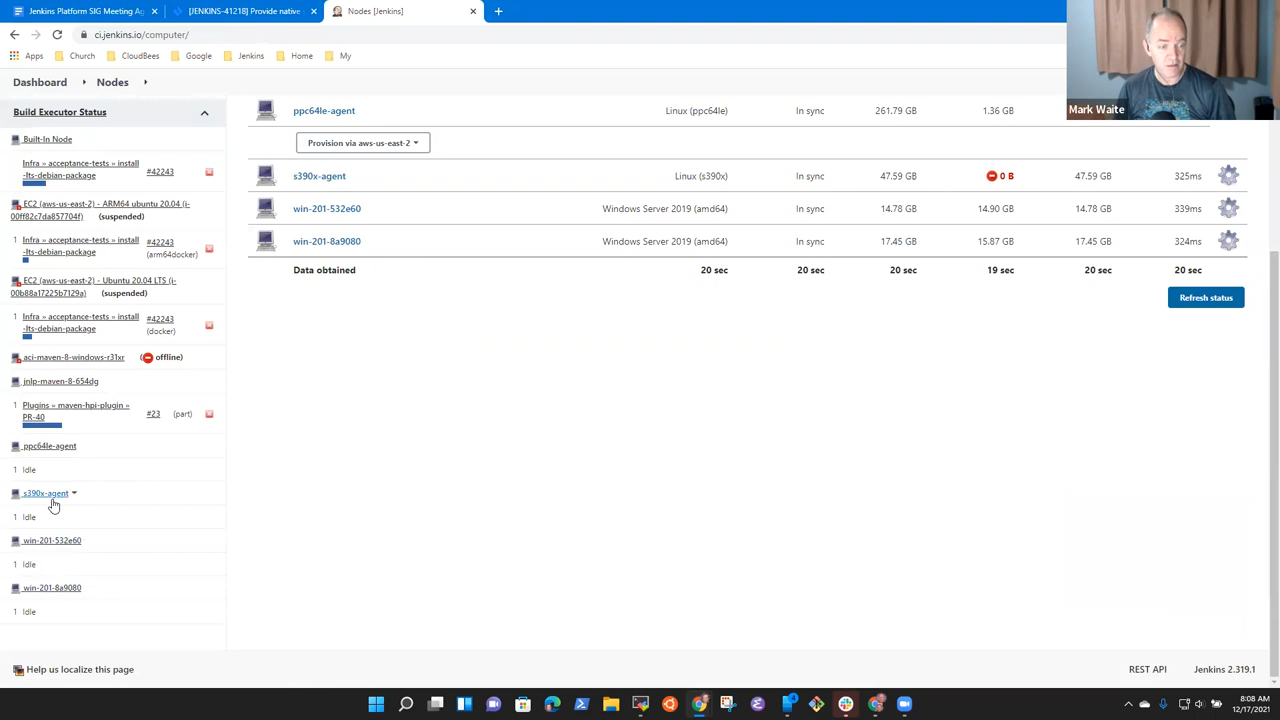 Jenkins Platform SIG Meeting Ag
[JENKINS-41218] Provide native
Nodes [Jenkins]
ci.jenkins.io/computer/
Apps
Church
CloudBees
Google
Jenkins
Home
My
Mark Waite
Dashboard
Nodes
Build Executor Status
Built-In Node
Infra » acceptance-tests » install
-lts-debian-package
#42243
EC2 (aws-us-east-2) - ARM64 ubuntu 20.04 (i-
00ff82c7da857704f) (suspended)
1 Infra » acceptance-tests » install
-lts-debian-package
#42243
(arm64docker)
EC2 (aws-us-east-2) - Ubuntu 20.04 LTS (i-
00b88a17225b7129a) (suspended)
1 Infra » acceptance-tests » install
-lts-debian-package
#42243
(docker)
aci-maven-8-windows-r31xr (offline)
jnlp-maven-8-654dg
1 Plugins » maven-hpi-plugin »
PR-40
#23 (part)
ppc64le-agent
1 Idle
s390x-agent
1 Idle
win-201-532e60
1 Idle
win-201-8a9080
1 Idle
ppc64le-agent Linux (ppc64le) In sync 261.79 GB 1.36 GB
Provision via aws-us-east-2
s390x-agent Linux (s390x) In sync 47.59 GB 0 B 47.59 GB 325ms
win-201-532e60 Windows Server 2019 (amd64) In sync 14.78 GB 14.90 GB 14.78 GB 339ms
win-201-8a9080 Windows Server 2019 (amd64) In sync 17.45 GB 15.87 GB 17.45 GB 324ms
Data obtained 20 sec 20 sec 20 sec 19 sec 20 sec 20 sec
Refresh status
Help us localize this page
REST API
Jenkins 2.319.1
8:08 AM
12/17/2021